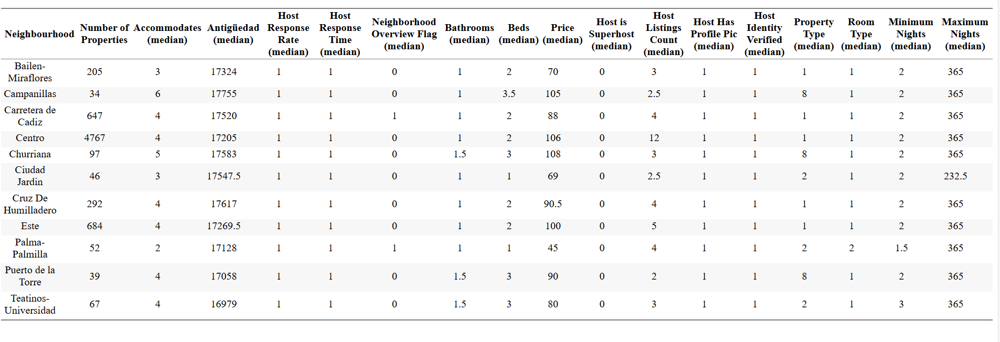 Neighbourhood Number of Properties Accommodates (median) Antigüedad (median) Host Response Rate (median) Host Response Time (median) Neighborhood Overview Flag (median) Bathrooms (median) Beds (median) Price (median) Host is Superhost (median) Host Listings Count (median) Host Has Profile Pic (median) Host Identity Verified (median) Property Type (median) Room Type (median) Minimum Nights (median) Maximum Nights (median)
Bailen-Miraflores 205 3 17324 1 1 0 1 2 70 0 3 1 1 1 1 2 365
Campanillas 34 6 17755 1 1 0 1 3.5 105 0 2.5 1 1 8 1 2 365
Carretera de Cadiz 647 4 17520 1 1 1 1 2 88 0 4 1 1 1 1 2 365
Centro 4767 4 17205 1 1 0 1 2 106 0 12 1 1 1 1 2 365
Churriana 97 5 17583 1 1 0 1.5 3 108 0 3 1 1 8 1 2 365
Ciudad Jardin 46 3 17547.5 1 1 0 1 1 69 0 2.5 1 1 2 1 2 232.5
Cruz De Humilladero 292 4 17617 1 1 0 1 2 90.5 0 4 1 1 1 1 2 365
Este 684 4 17269.5 1 1 0 1 2 100 0 5 1 1 1 1 2 365
Palma-Palmilla 52 2 17128 1 1 1 1 1 45 0 4 1 1 2 2 1.5 365
Puerto de la Torre 39 4 17058 1 1 0 1.5 3 90 0 2 1 1 8 1 2 365
Teatinos-Universidad 67 4 16979 1 1 0 1.5 3 80 0 3 1 1 2 1 3 365